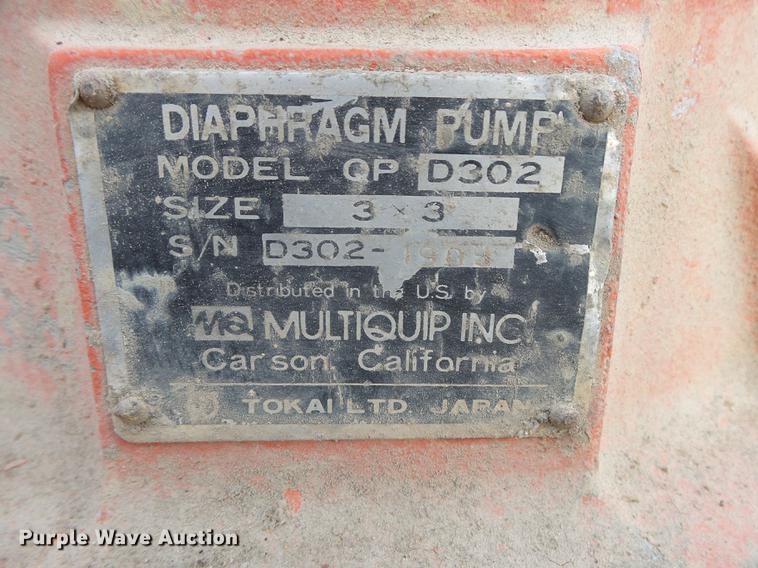 DIAPHRAGM PUMP
MODEL QP D302
SIZE 3 x 3
S/N D302-
Distributed in the U.S. by
MQ MULTIQUIP INC
Carson, California
TOKAI LTD. JAPAN
Purple Wave Auction